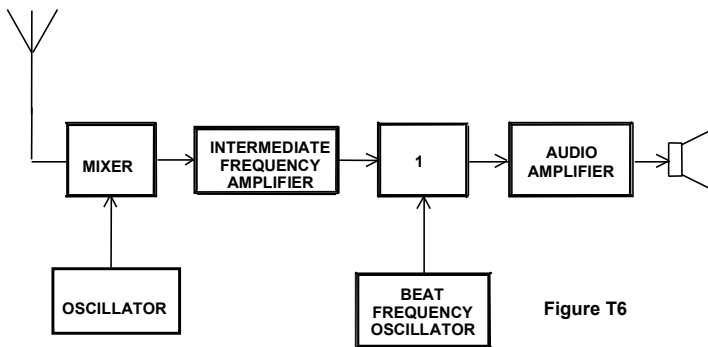 MIXER
INTERMEDIATE
FREQUENCY
AMPLIFIER
1
AUDIO
AMPLIFIER
OSCILLATOR
BEAT
FREQUENCY
OSCILLATOR
Figure T6